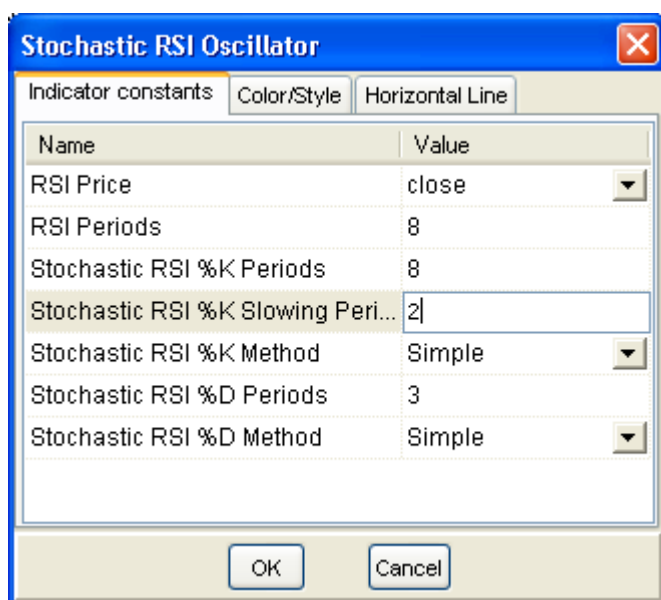 Stochastic RSI Oscillator
Indicator constants Color/Style Horizontal Line
Name Value
RSI Price close
RSI Periods 8
Stochastic RSI %K Periods 8
Stochastic RSI %K Slowing Peri... 2
Stochastic RSI %K Method Simple
Stochastic RSI %D Periods 3
Stochastic RSI %D Method Simple
OK Cancel